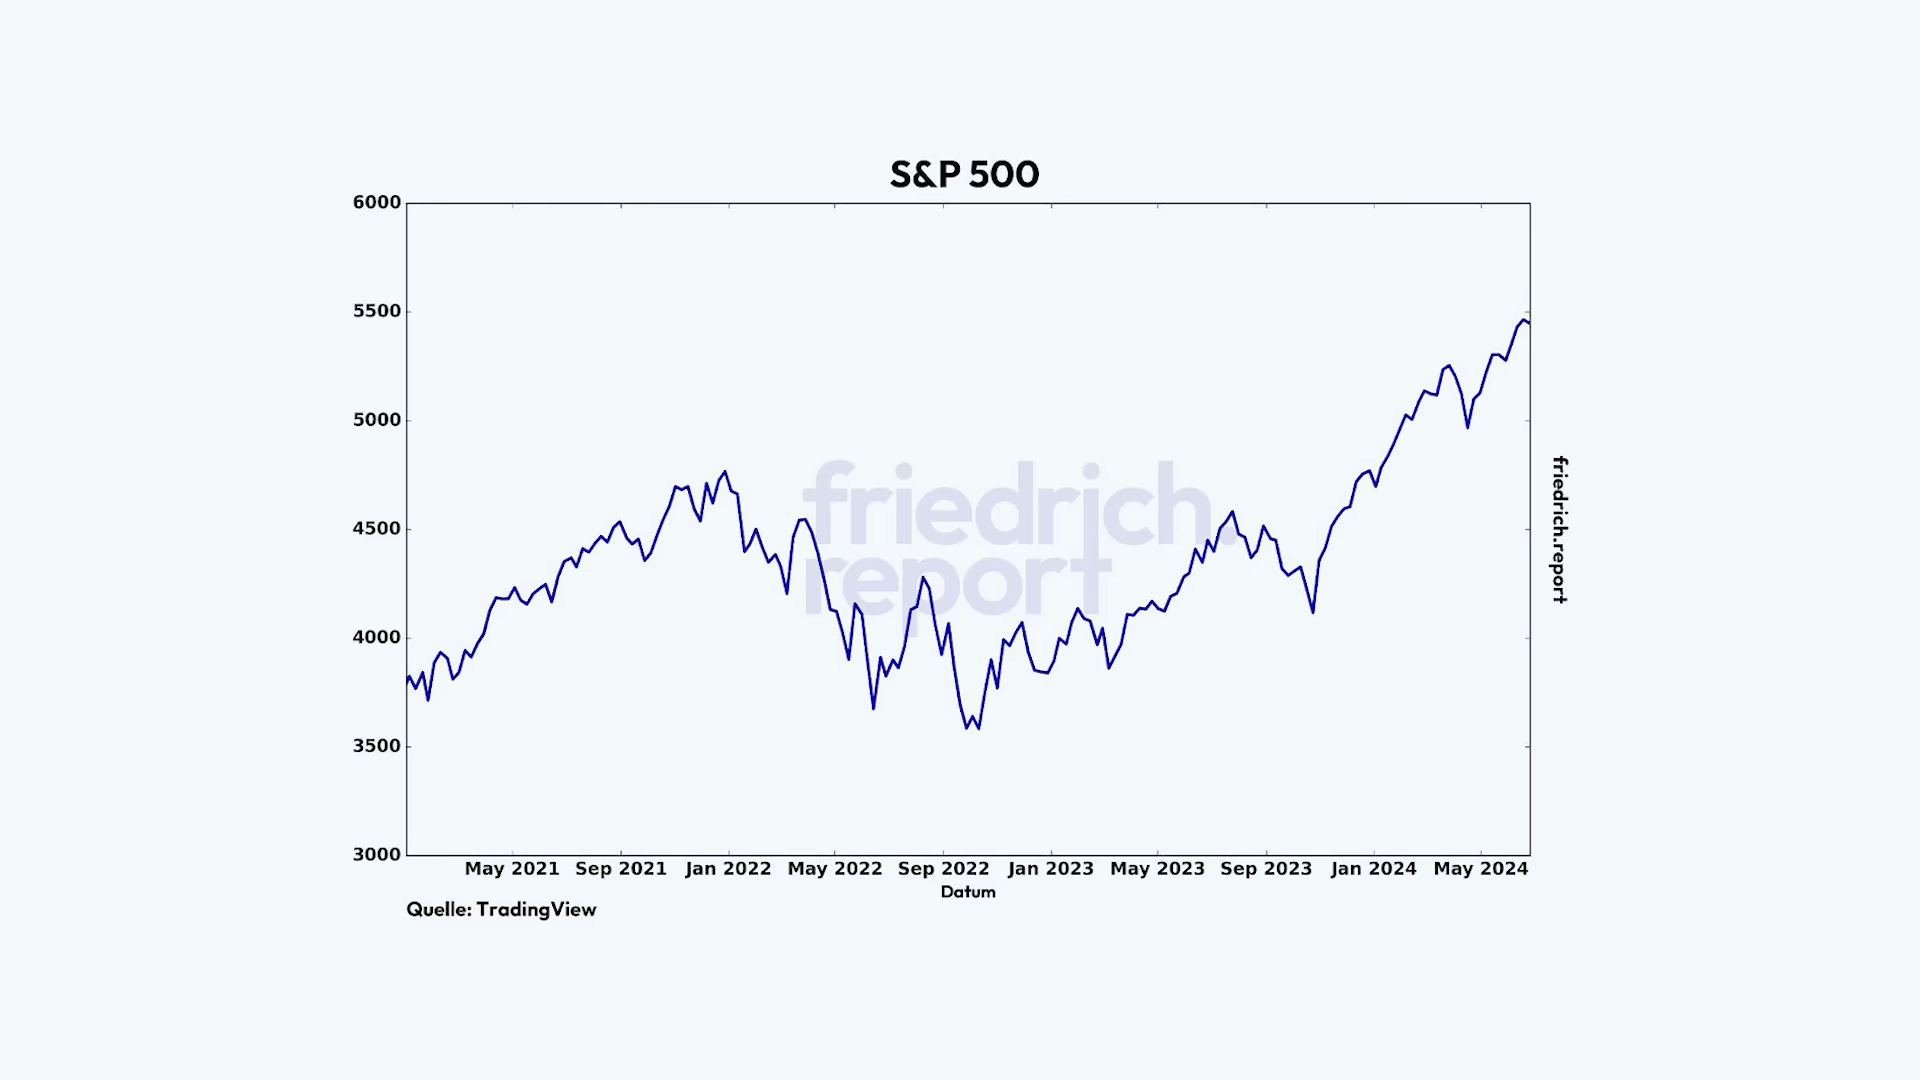 S&P 500
6000
5500
5000
4500
4000
3500
3000
friedrich.
report
friedrich.report
May 2021 Sep 2021 Jan 2022 May 2022 Sep 2022 Jan 2023 May 2023 Sep 2023 Jan 2024 May 2024
Datum
Quelle: TradingView